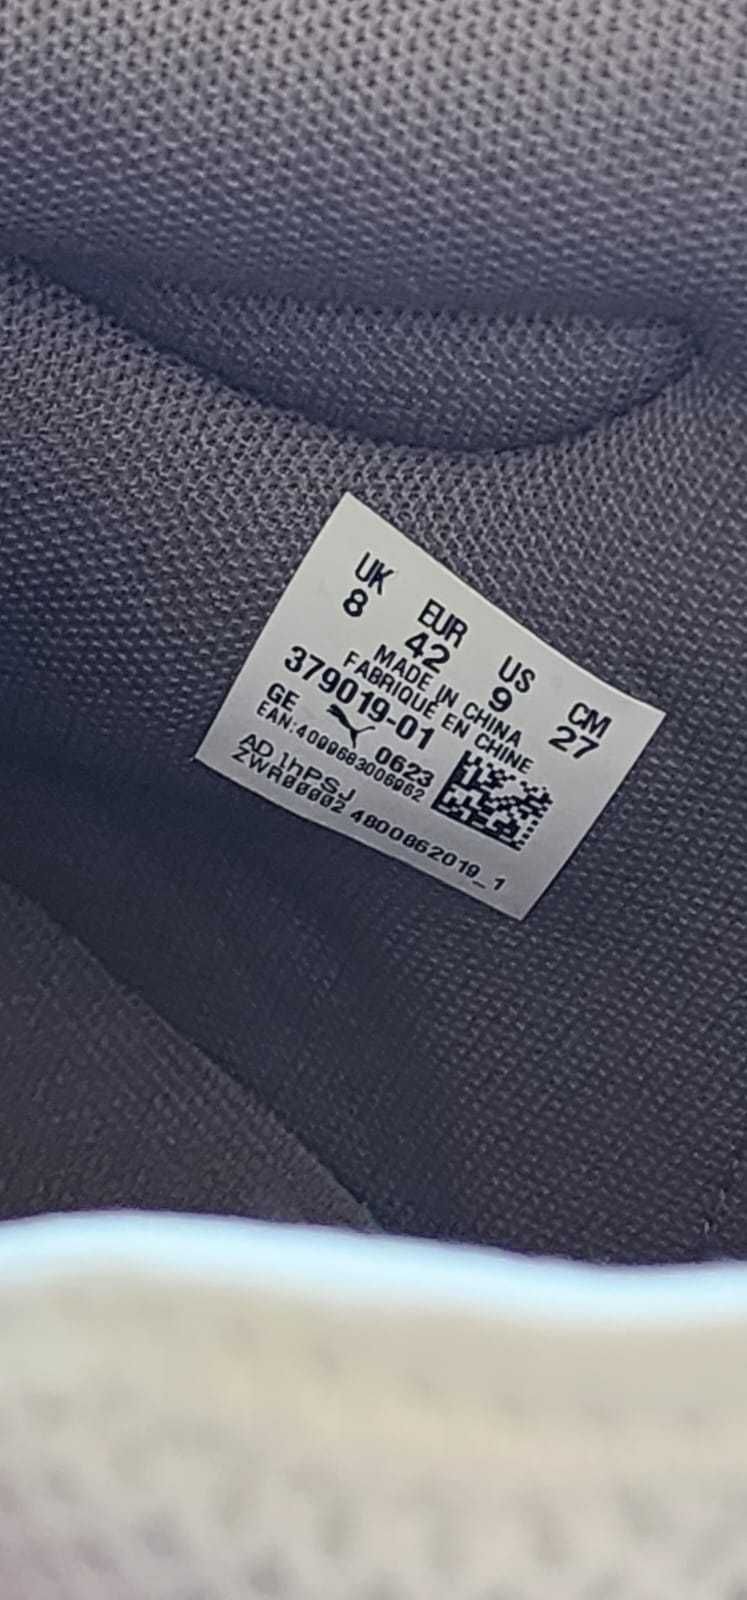 UK EUR US CM
8 42 9 27
MADE IN CHINA
FABRIQUÉ EN CHINE
379019-01
GE 0623
EAN:4099683006962
AD 1hPSJ
ZWR00002 4800862019_1